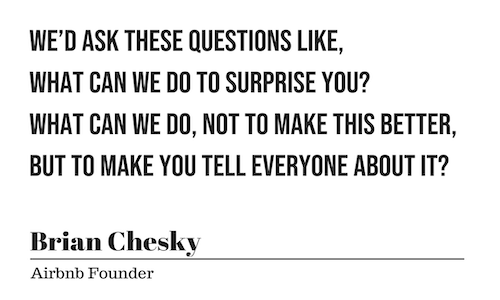 WE'D ASK THESE QUESTIONS LIKE,
WHAT CAN WE DO TO SURPRISE YOU?
WHAT CAN WE DO, NOT TO MAKE THIS BETTER,
BUT TO MAKE YOU TELL EVERYONE ABOUT IT?
Brian Chesky
Airbnb Founder